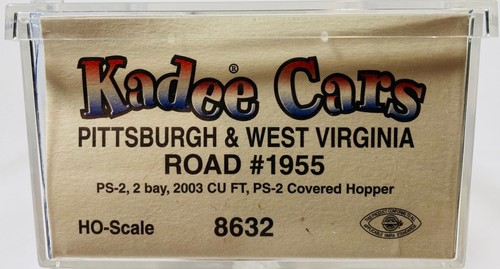 Kadee® Cars
PITTSBURGH & WEST VIRGINIA
ROAD #1955
PS-2, 2 bay, 2003 CU FT, PS-2 Covered Hopper
HO-Scale 8632